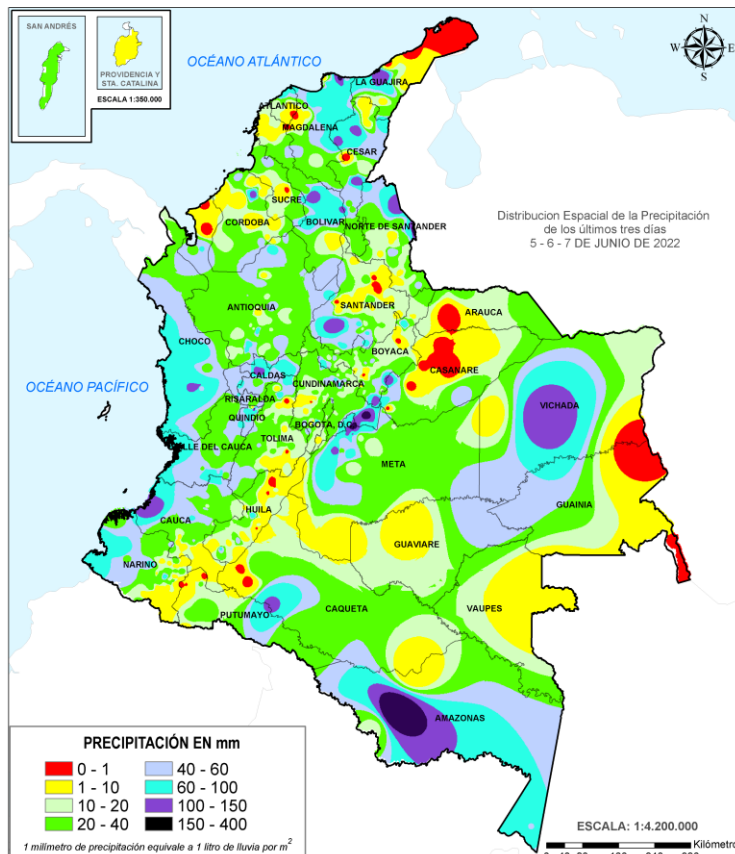 SAN ANDRÉS
PROVIDENCIA Y
STA. CATALINA
ESCALA 1:350.000
OCÉANO ATLÁNTICO
N
W
E
S
LA GUAJIRA
ATLANTICO
MAGDALENA
CESAR
SUCRE
CORDOBA
BOLIVAR
NORTE DE SANTANDER
Distribucion Espacial de la Precipitación
de los últimos tres días
5 - 6 - 7 DE JUNIO DE 2022
ANTIOQUIA
SANTANDER
ARAUCA
CHOCO
BOYACA
CASANARE
OCÉANO PACÍFICO
CALDAS
CUNDINAMARCA
RISARALDA
VICHADA
QUINDIO
BOGOTA, D.C.
TOLIMA
VALLE DEL CAUCA
META
GUAINIA
HUILA
CAUCA
GUAVIARE
NARIÑO
CAQUETA
VAUPES
PUTUMAYO
AMAZONAS
PRECIPITACIÓN EN mm
0 - 1
40 - 60
1 - 10
60 - 100
10 - 20
100 - 150
20 - 40
150 - 400
1 milímetro de precipitación equivale a 1 litro de lluvia por m2
ESCALA: 1:4.200.000
Kilóme